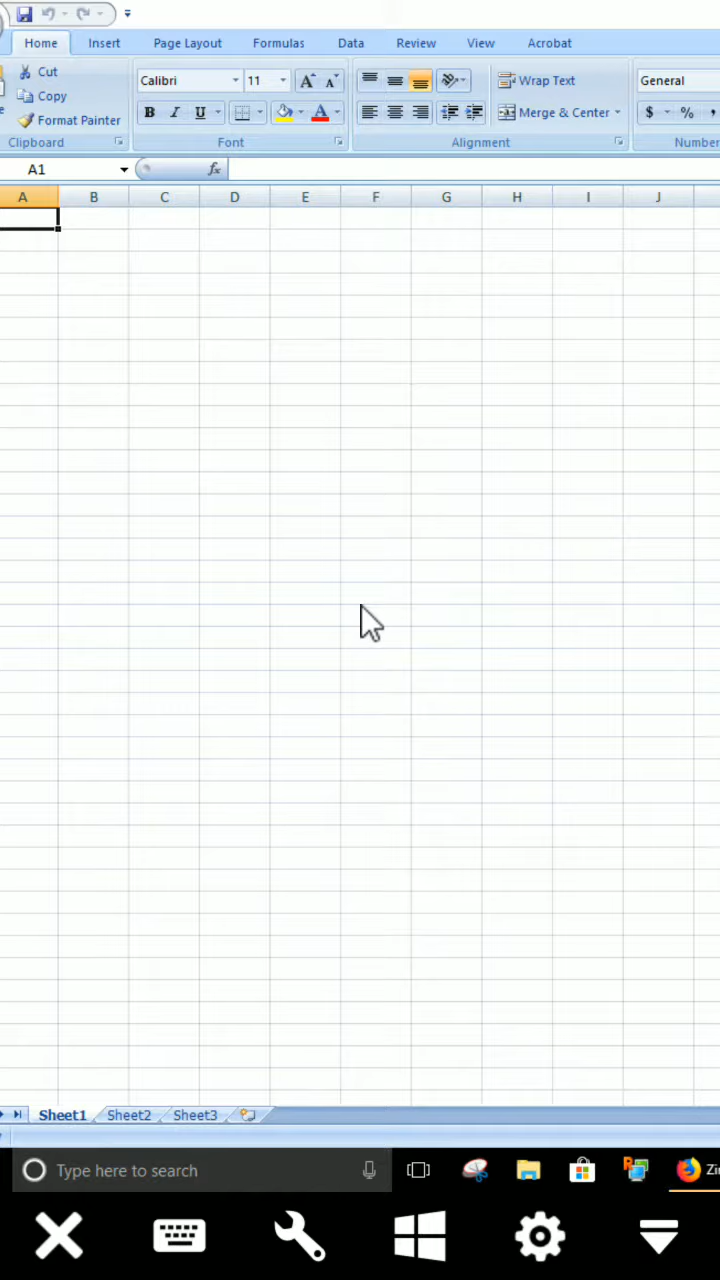 Home Insert Page Layout Formulas Data Review View Acrobat
Cut Calibri 11 A A Wrap Text General
Copy B I U A Merge & Center $ % ,
Format Painter
Clipboard Font Alignment Number
A1 fx
A B C D E F G H I J
Sheet1 Sheet2 Sheet3
Type here to search